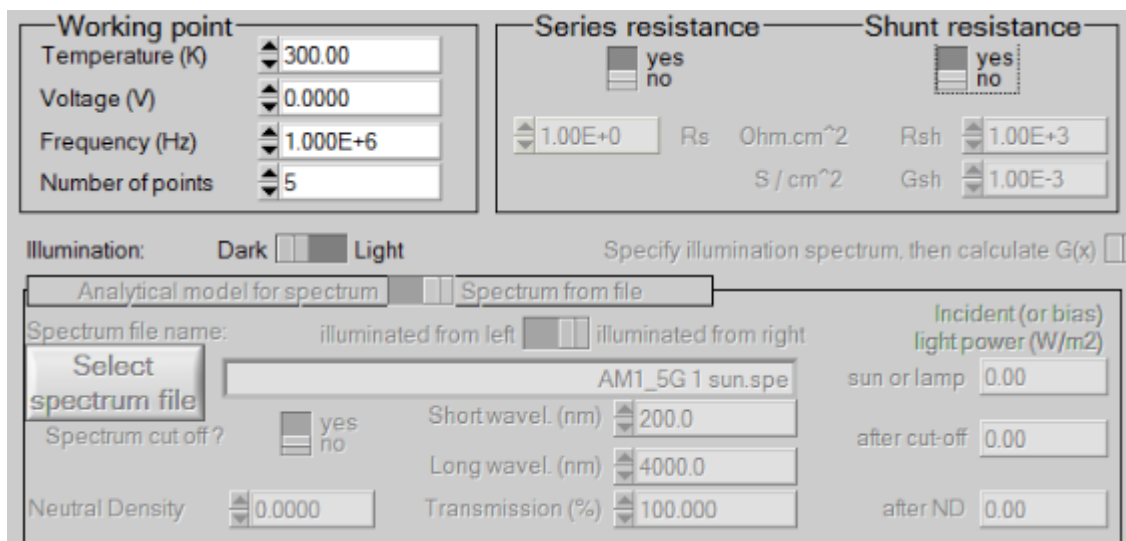 Working point
Temperature (K) 300.00
Voltage (V) 0.0000
Frequency (Hz) 1.000E+6
Number of points 5
Series resistance Shunt resistance
yes yes
no no
1.00E+0 Rs Ohm.cm^2 Rsh 1.00E+3
S / cm^2 Gsh 1.00E-3
Illumination: Dark Light Specify illumination spectrum, then calculate G(x)
Analytical model for spectrum Spectrum from file
Spectrum file name: illuminated from left illuminated from right
Incident (or bias)
light power (W/m2)
Select
spectrum file
AM1_5G 1 sun.spe
sun or lamp 0.00
Spectrum cut off ? yes
no
Short wavel. (nm) 200.0
after cut-off 0.00
Long wavel. (nm) 4000.0
Neutral Density 0.0000 Transmission (%) 100.000 after ND 0.00